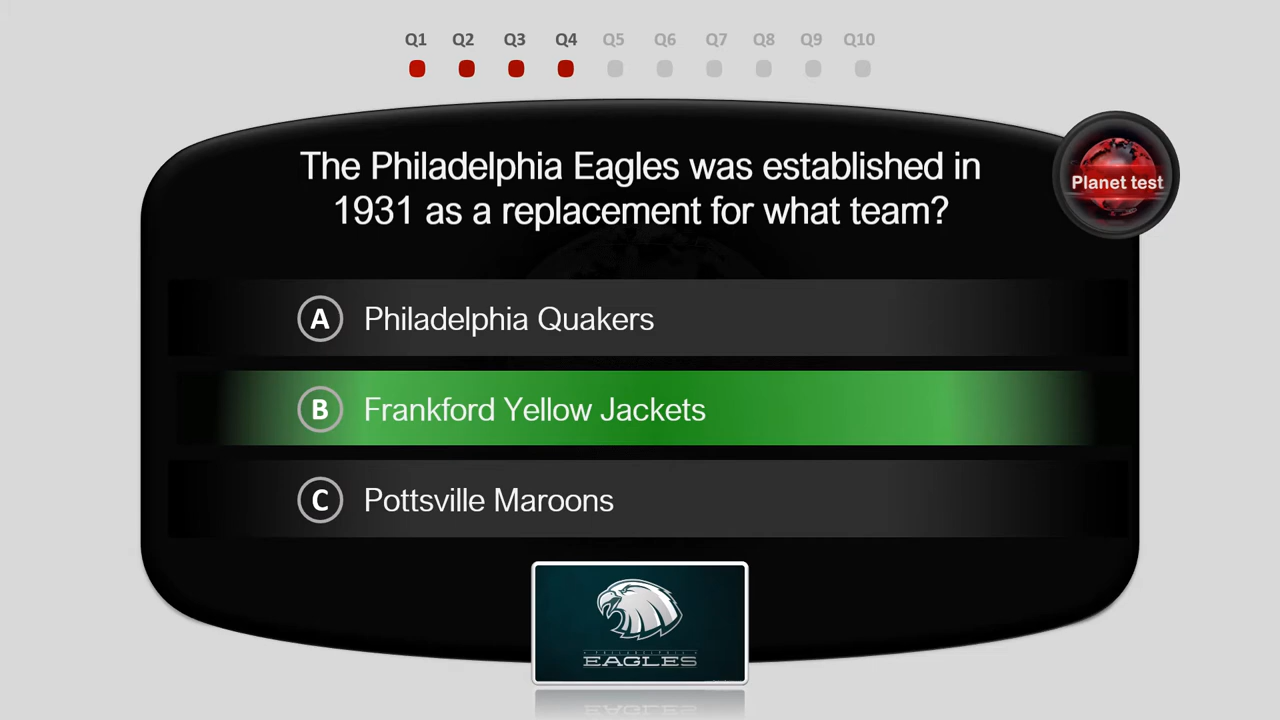 Q1 Q2 Q3 Q4 Q5 Q6 Q7 Q8 Q9 Q10
The Philadelphia Eagles was established in
1931 as a replacement for what team?
Planet test
A Philadelphia Quakers
B Frankford Yellow Jackets
C Pottsville Maroons
PHILADELPHIA
EAGLES